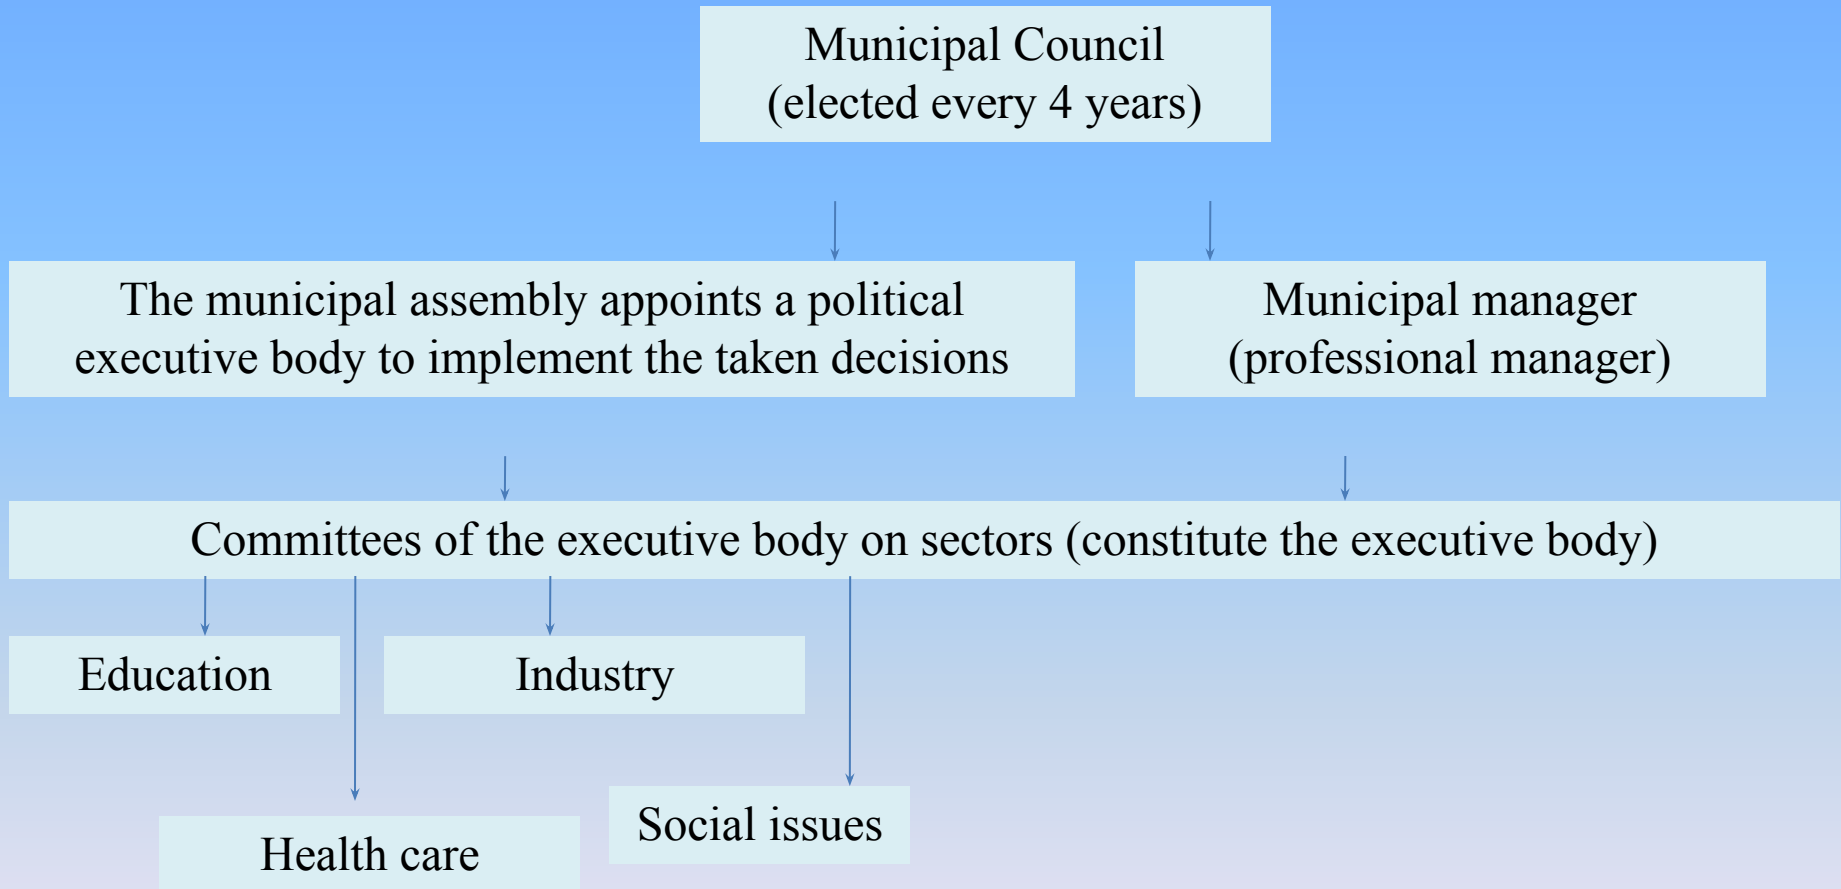 Municipal Council
(elected every 4 years)
The municipal assembly appoints a political
executive body to implement the taken decisions
Municipal manager
(professional manager)
Committees of the executive body on sectors (constitute the executive body)
Education
Industry
Social issues
Health care